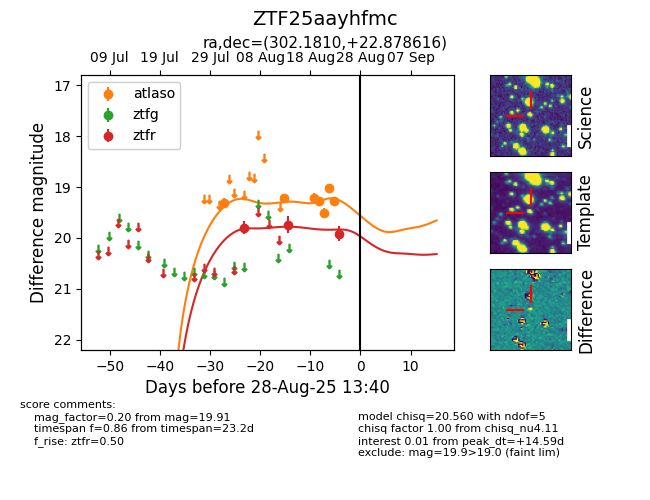 ZTF25aayhfmc
ra,dec=(302.1810,+22.878616)
09 Jul 19 Jul 29 Jul 08 Aug 18 Aug 28 Aug 07 Sep
atlaso
ztfg
ztfr
17
18
19
20
21
22
Difference magnitude
−50 −40 −30 −20 −10 0 10
Days before 28-Aug-25 13:40
Science
Template
Difference
score comments:
mag_factor=0.20 from mag=19.91
timespan f=0.86 from timespan=23.2d
f_rise: ztfr=0.50
model chisq=20.560 with ndof=5
chisq factor 1.00 from chisq_nu4.11
interest 0.01 from peak_dt=+14.59d
exclude: mag=19.9>19.0 (faint lim)